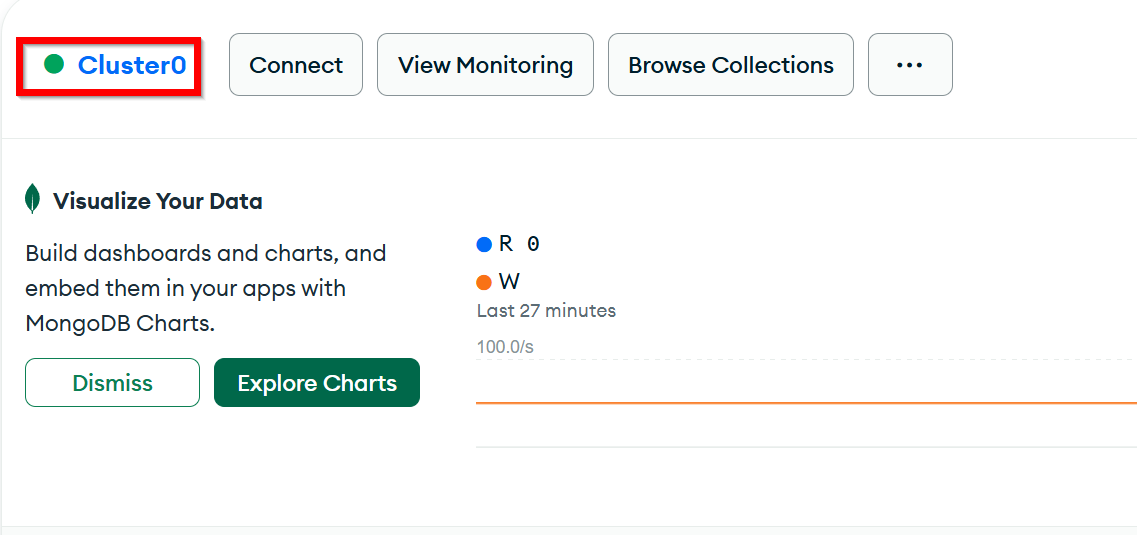 Cluster0
Connect
View Monitoring
Browse Collections
...
Visualize Your Data
Build dashboards and charts, and
embed them in your apps with
MongoDB Charts.
Dismiss
Explore Charts
R 0
W
Last 27 minutes
100.0/s